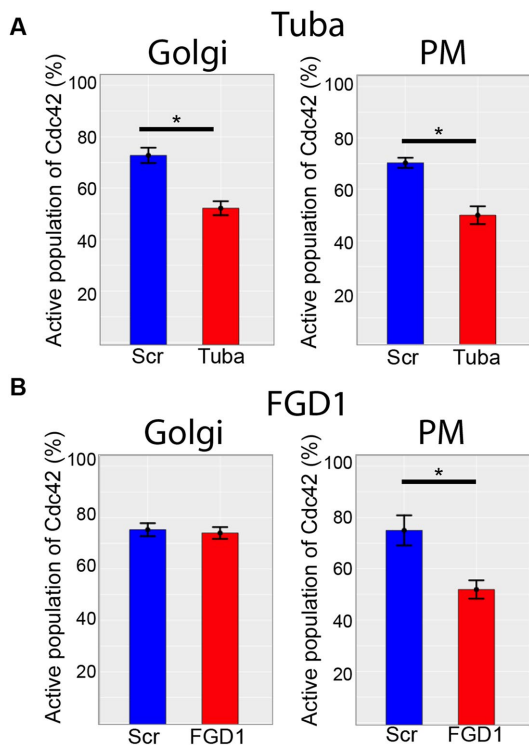 A
Tuba
Golgi
PM
Active population of Cdc42 (%)
100
80
60
40
20
*
Scr Tuba
Active population of Cdc42 (%)
100
80
60
40
20
*
Scr Tuba
B
FGD1
Golgi
PM
Active population of Cdc42 (%)
100
80
60
40
20
Scr FGD1
Active population of Cdc42 (%)
100
80
60
40
20
*
Scr FGD1